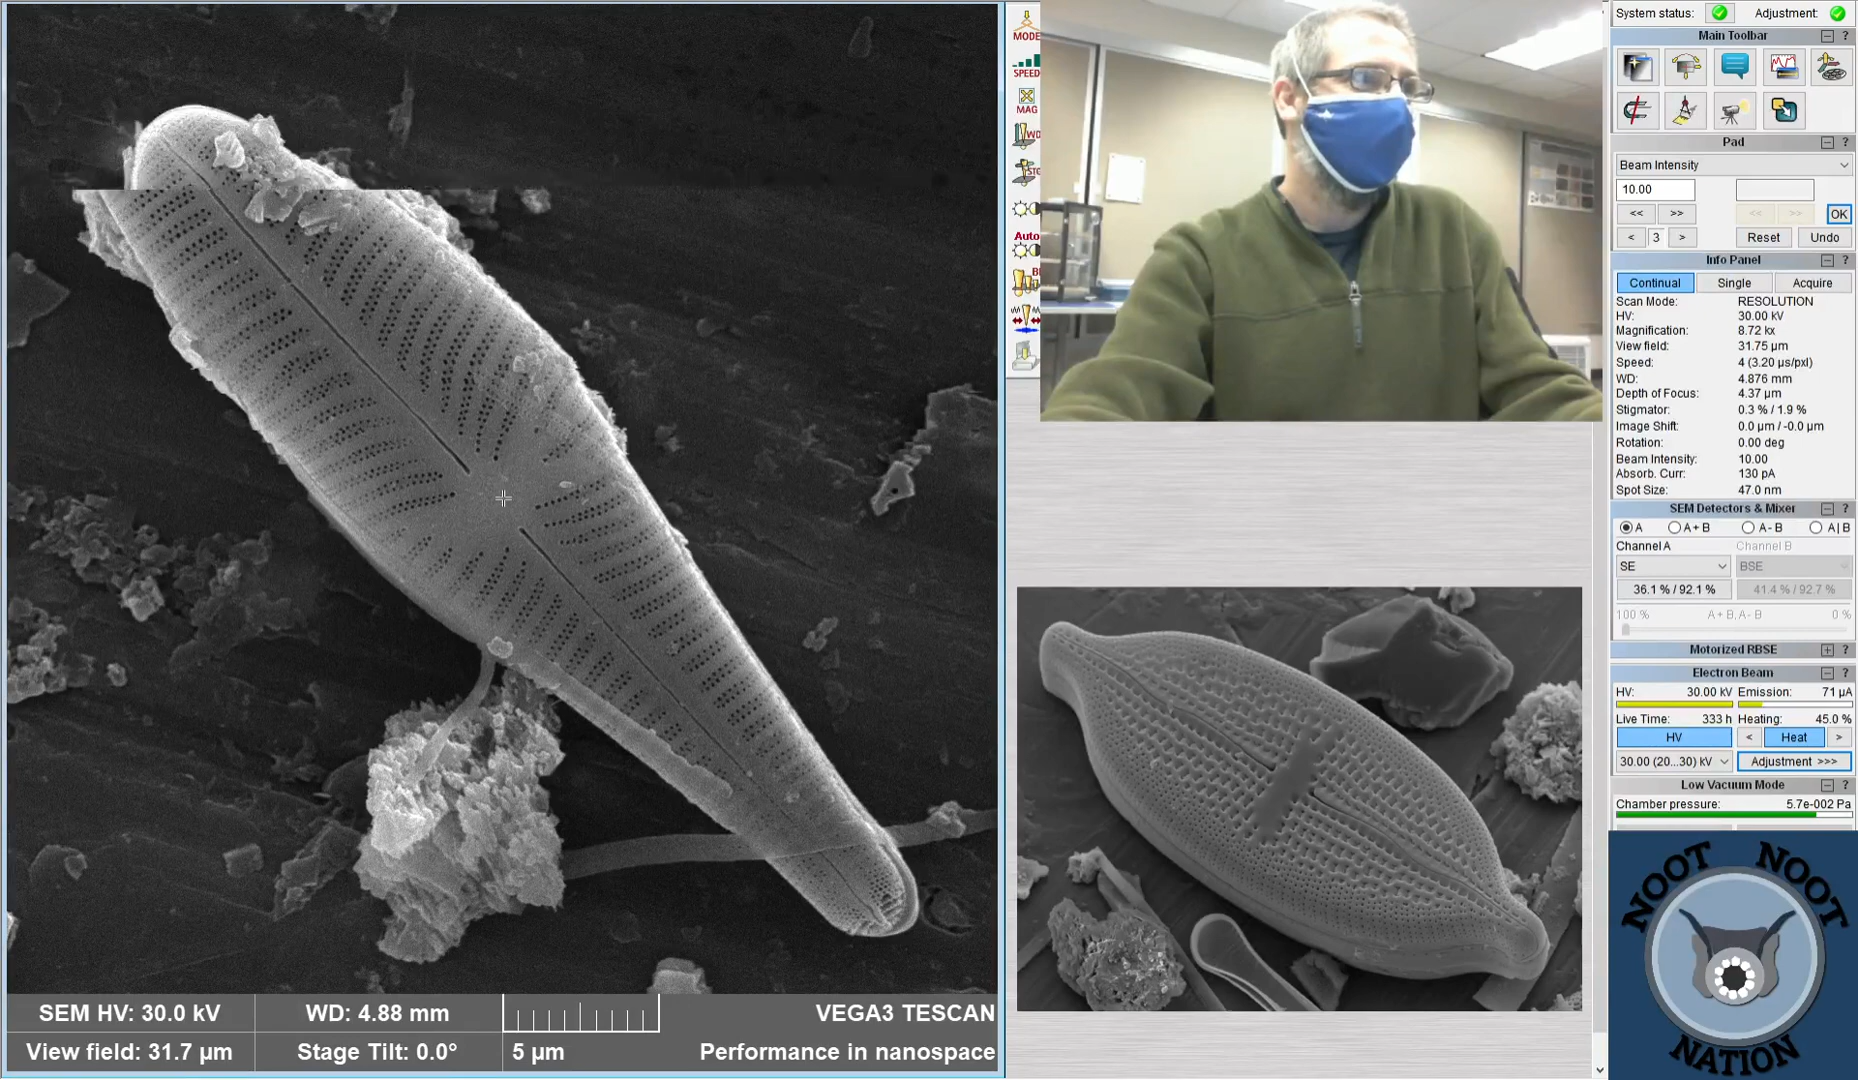 SEM HV: 30.0 kV
WD: 4.88 mm
VEGA3 TESCAN
View field: 31.7 µm
Stage Tilt: 0.0°
5 µm
Performance in nanospace
MODE
SPEED
MAG
WD
Auto
System status:
Adjustment:
Main Toolbar
Pad
Beam Intensity
10.00
<<
>>
<<
>>
OK
<
3
>
Reset
Undo
Info Panel
Continual
Single
Acquire
Scan Mode: RESOLUTION
HV: 30.00 kV
Magnification: 8.72 kx
View field: 31.75 µm
Speed: 4 (3.20 µs/pxl)
WD: 4.876 mm
Depth of Focus: 4.37 µm
Stigmator: 0.3 % / 1.9 %
Image Shift: 0.0 µm / -0.0 µm
Rotation: 0.00 deg
Beam Intensity: 10.00
Absorb. Curr: 130 pA
Spot Size: 47.0 nm
SEM Detectors & Mixer
A
A + B
A - B
A | B
Channel A
Channel B
SE
BSE
36.1 % / 92.1 %
41.4 % / 92.7 %
100 %
A + B, A - B
0 %
Motorized RBSE
Electron Beam
HV: 30.00 kV
Emission: 71 µA
Live Time: 333 h
Heating: 45.0 %
HV
<
Heat
>
30.00 (20...30) kV
Adjustment >>>
Low Vacuum Mode
Chamber pressure: 5.7e-002 Pa
NOOT NOOT
NATION